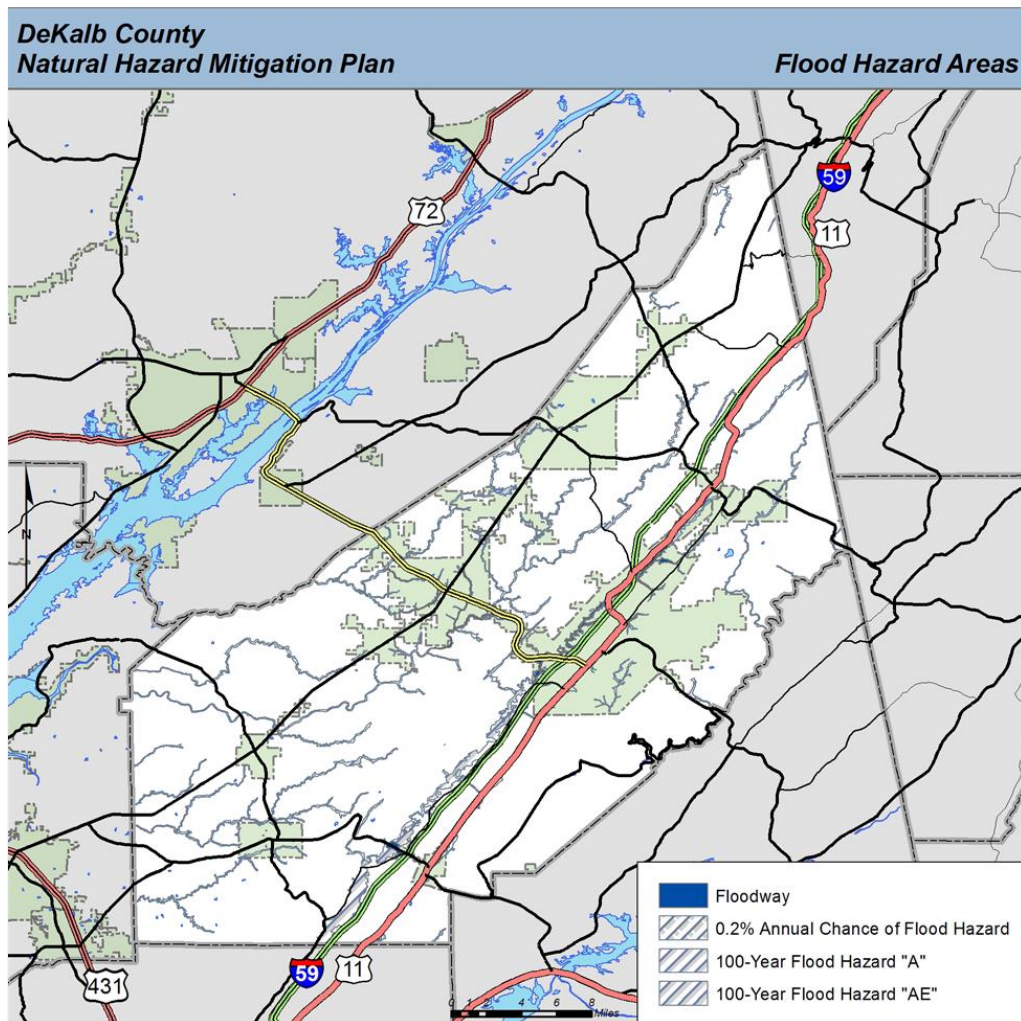 DeKalb County
Natural Hazard Mitigation Plan
Flood Hazard Areas
59
72
11
N
Floodway
0.2% Annual Chance of Flood Hazard
100-Year Flood Hazard "A"
100-Year Flood Hazard "AE"
59
11
431
0 2 4 6 8
Miles